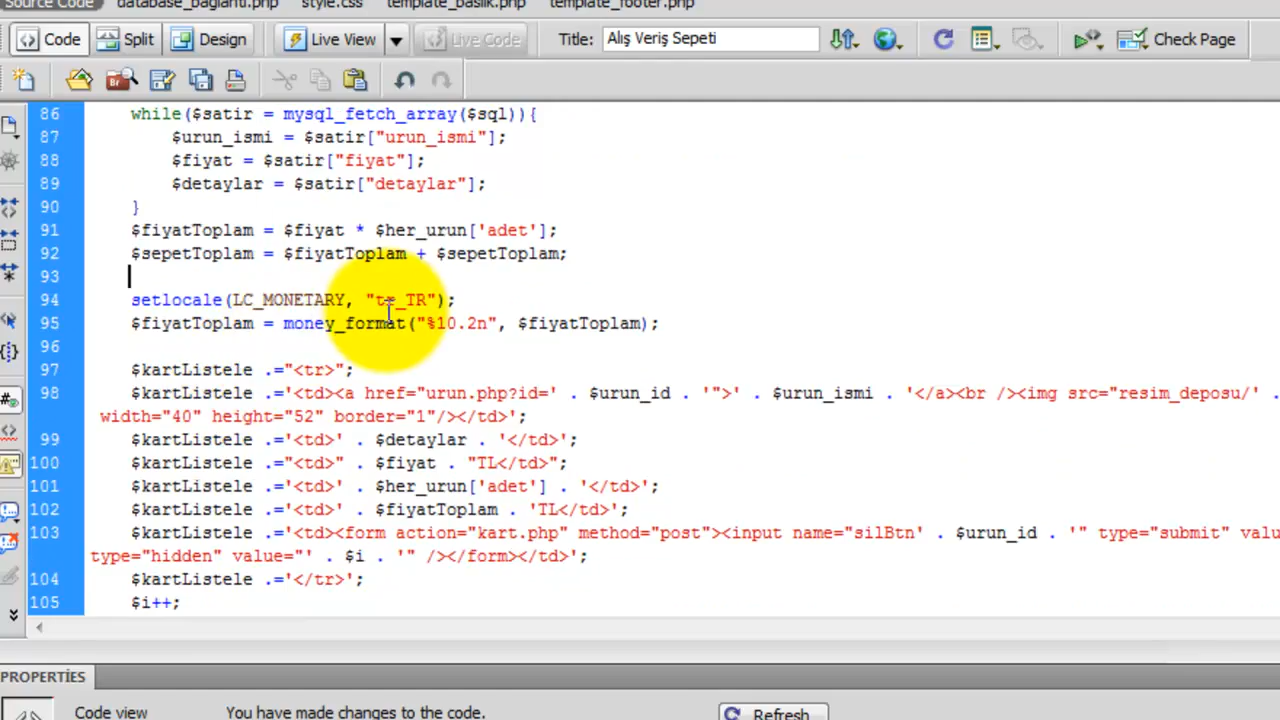 Source Code database_baglanti.php style.css template_baslik.php template_footer.php
Code Split Design Live View Live Code Title: Alış Veriş Sepeti Check Page
86 while($satir = mysql_fetch_array($sql)){
87 $urun_ismi = $satir["urun_ismi"];
88 $fiyat = $satir["fiyat"];
89 $detaylar = $satir["detaylar"];
90 }
91 $fiyatToplam = $fiyat * $her_urun['adet'];
92 $sepetToplam = $fiyatToplam + $sepetToplam;
93
94 setlocale(LC_MONETARY, "tr_TR");
95 $fiyatToplam = money_format("%10.2n", $fiyatToplam);
96
97 $kartListele .="<tr>";
98 $kartListele .='<td><a href="urun.php?id=' . $urun_id . '">' . $urun_ismi . '</a><br /><img src="resim_deposu/' .
width="40" height="52" border="1"/></td>';
99 $kartListele .='<td>' . $detaylar . '</td>';
100 $kartListele .="<td>" . $fiyat . "TL</td>";
101 $kartListele .='<td>' . $her_urun['adet'] . '</td>';
102 $kartListele .='<td>' . $fiyatToplam . 'TL</td>';
103 $kartListele .='<td><form action="kart.php" method="post"><input name="silBtn' . $urun_id . '" type="submit" valu
type="hidden" value="' . $i . '" /></form></td>';
104 $kartListele .='</tr>';
105 $i++;
PROPERTİES
Code view You have made changes to the code. Refresh